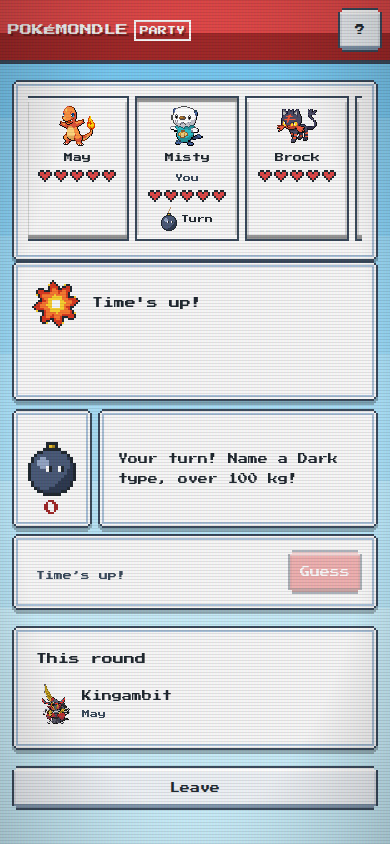 POKéMONDLE PARTY
?
May
Misty
Brock
You
Turn
Time's up!
0
Your turn! Name a Dark
type, over 100 kg!
Time's up!
Guess
This round
Kingambit
May
Leave